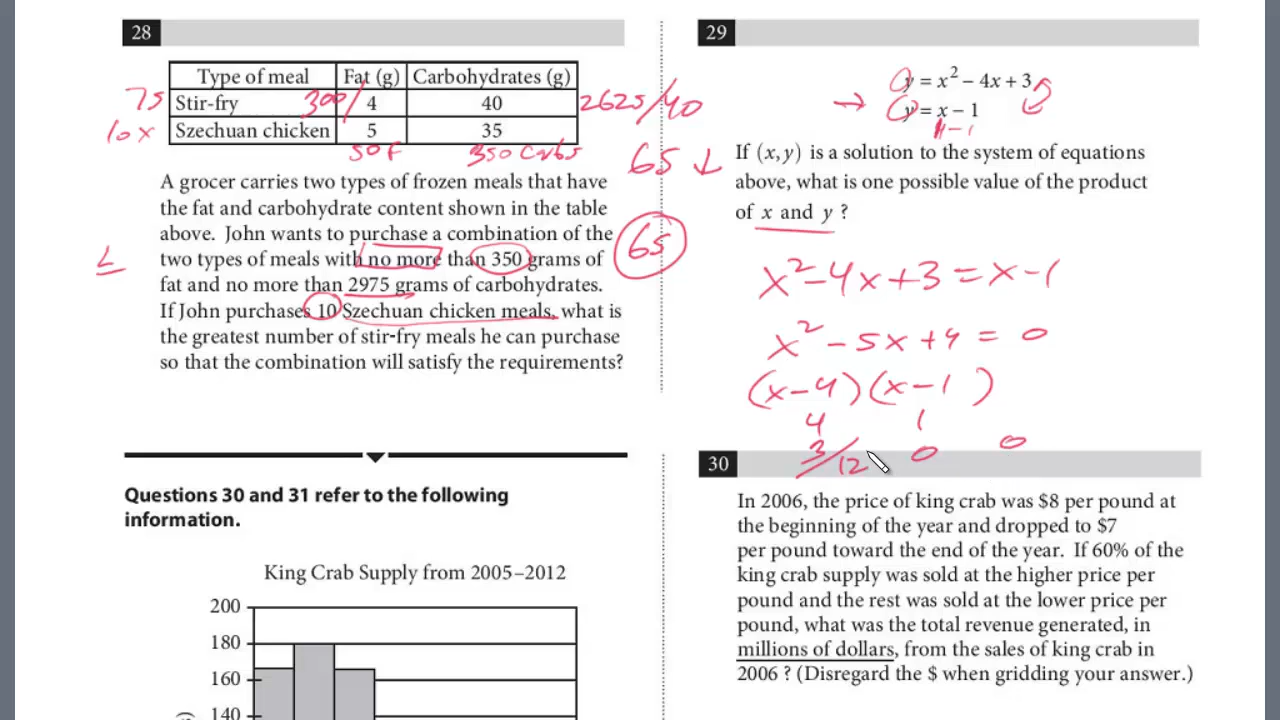 28
Type of meal Fat (g) Carbohydrates (g)
75 Stir-fry 300/ 4 40 2625/40
10x Szechuan chicken 5 35
50F 350 Carbs
65 ↓
A grocer carries two types of frozen meals that have
the fat and carbohydrate content shown in the table
above. John wants to purchase a combination of the
two types of meals with no more than 350 grams of
fat and no more than 2975 grams of carbohydrates.
If John purchases 10 Szechuan chicken meals, what is
the greatest number of stir-fry meals he can purchase
so that the combination will satisfy the requirements?
≤
65
Questions 30 and 31 refer to the following
information.
King Crab Supply from 2005–2012
200
180
160
140
29
y = x² − 4x + 3
→ y = x − 1
If (x, y) is a solution to the system of equations
above, what is one possible value of the product
of x and y ?
x² − 4x + 3 = x − 1
x² − 5x + 4 = 0
(x − 4)(x − 1)
4 1
3/12 0 0
30
In 2006, the price of king crab was $8 per pound at
the beginning of the year and dropped to $7
per pound toward the end of the year. If 60% of the
king crab supply was sold at the higher price per
pound and the rest was sold at the lower price per
pound, what was the total revenue generated, in
millions of dollars, from the sales of king crab in
2006 ? (Disregard the $ when gridding your answer.)